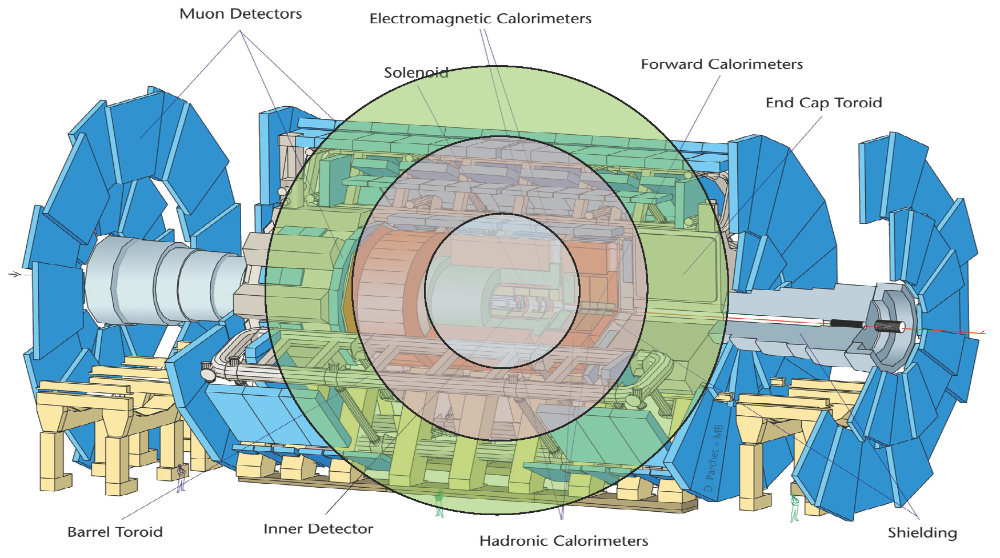 Muon Detectors
Electromagnetic Calorimeters
Solenoid
Forward Calorimeters
End Cap Toroid
D. Parchet + MB
Barrel Toroid
Inner Detector
Hadronic Calorimeters
Shielding